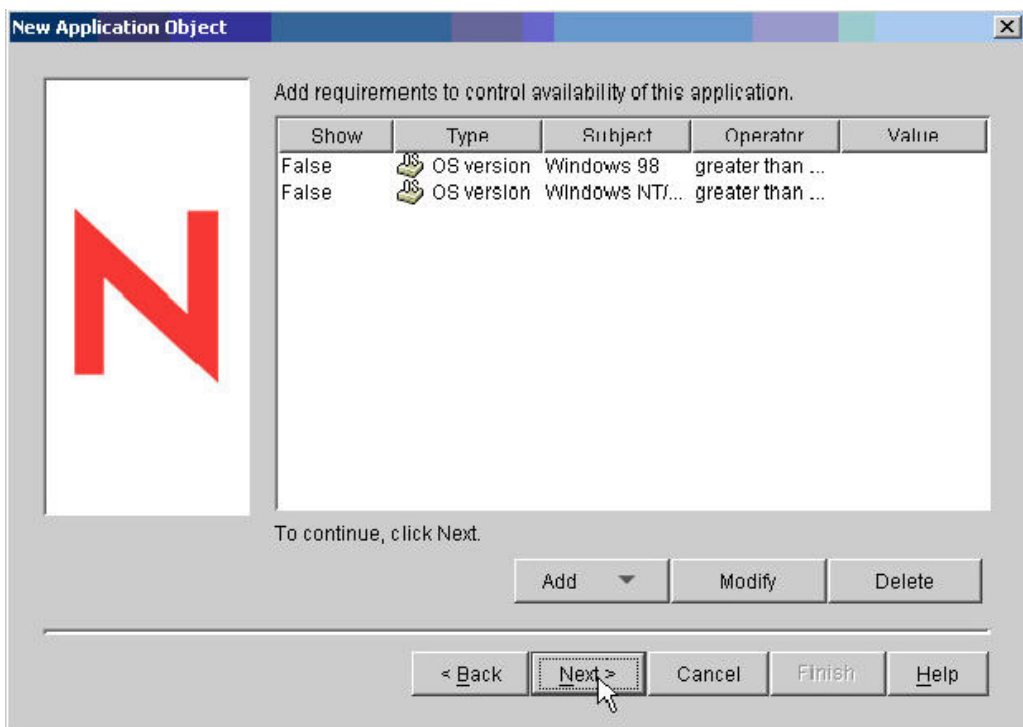 New Application Object
Add requirements to control availability of this application.
Show Type Subject Operator Value
False OS OS version Windows 98 greater than ...
False OS OS version Windows NT/... greater than ...
N
To continue, click Next.
Add Modify Delete
< Back Next > Cancel Finish Help